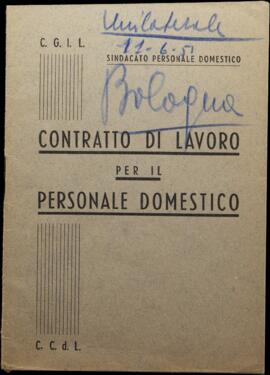 Unilaterale
C. G. I. L.
11-6-51
SINDACATO PERSONALE DOMESTICO
Bologna
CONTRATTO DI LAVORO
PER IL
PERSONALE DOMESTICO
C. C. d. L.